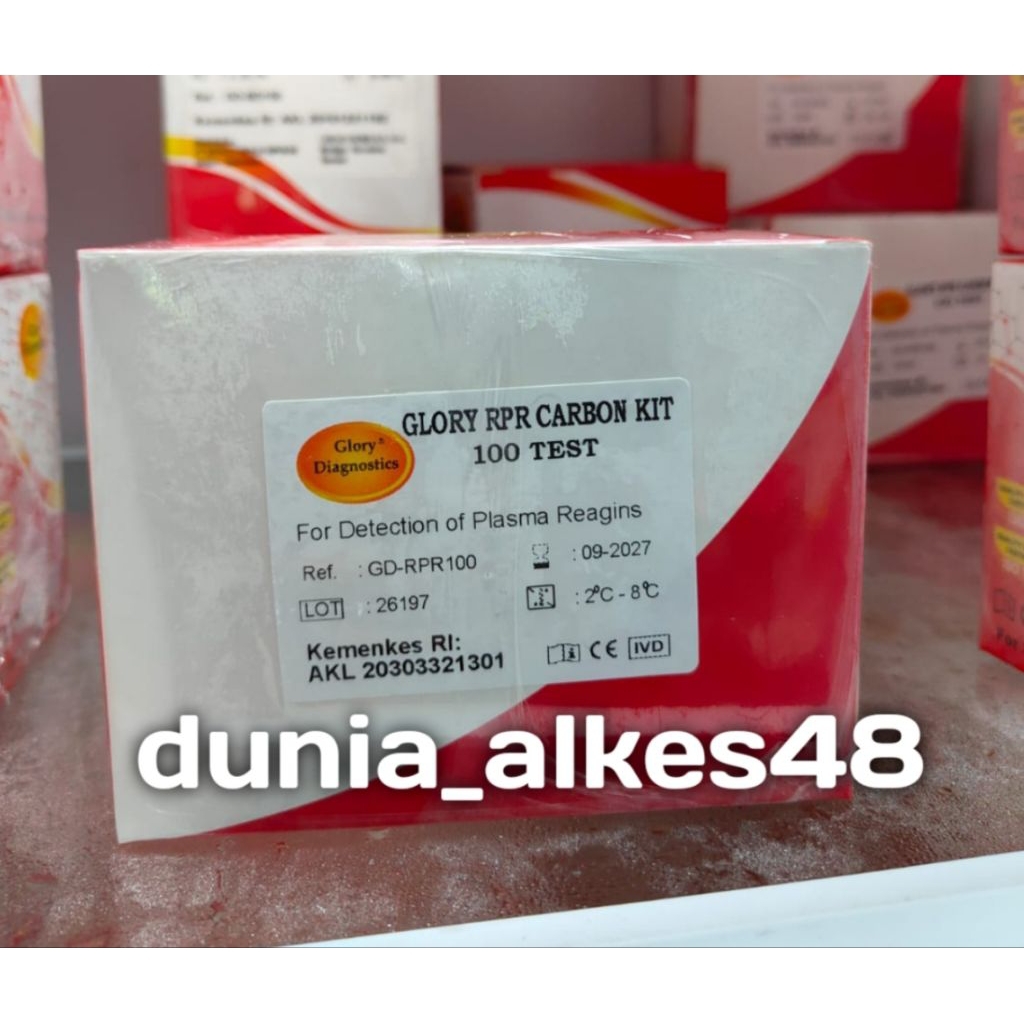 GLORY RPR CARBON KIT
100 TEST
Glory®
Diagnostics
For Detection of Plasma Reagins
Ref. : GD-RPR100
: 09-2027
LOT : 26197
: 2°C - 8°C
Kemenkes RI:
AKL 20303321301
CE IVD
dunia_alkes48